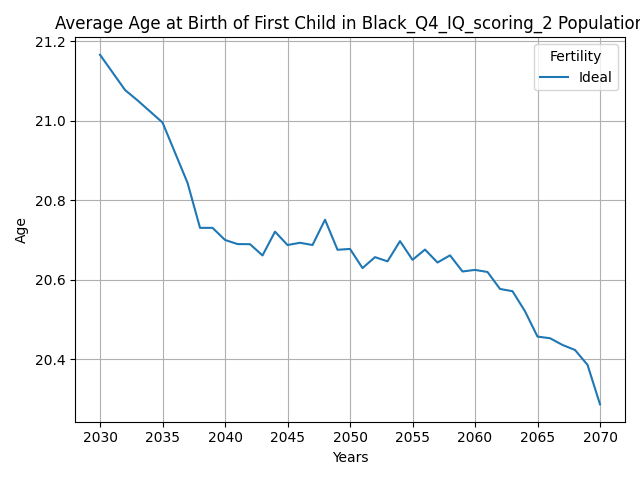 Average Age at Birth of First Child in Black_Q4_IQ_scoring_2 Population
Fertility
Ideal
21.2
21.0
20.8
20.6
20.4
Age
2030 2035 2040 2045 2050 2055 2060 2065 2070
Years